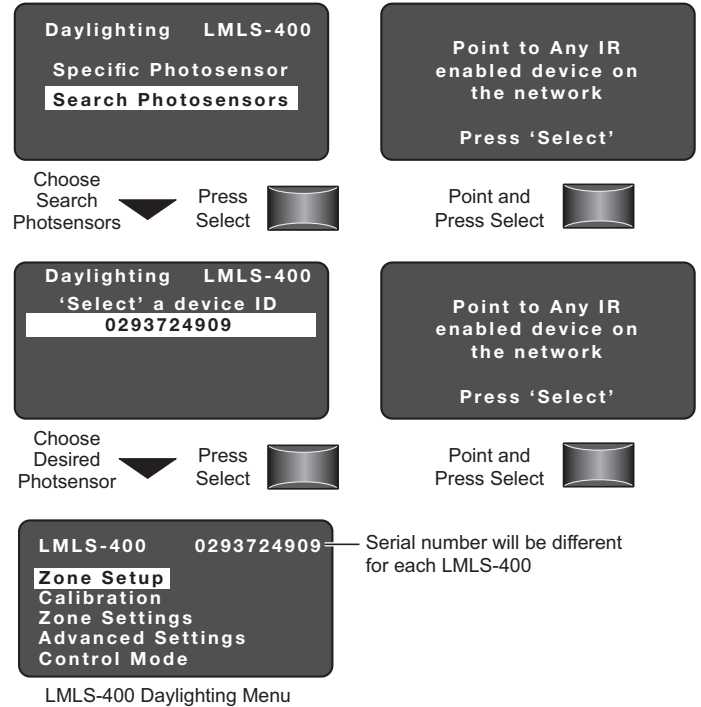 Daylighting LMLS-400
Specific Photosensor
Search Photosensors
Point to Any IR
enabled device on
the network
Press ‘Select’
Choose
Search
Photsensors
Press
Select
Point and
Press Select
Daylighting LMLS-400
‘Select’ a device ID
0293724909
Point to Any IR
enabled device on
the network
Press ‘Select’
Choose
Desired
Photsensor
Press
Select
Point and
Press Select
LMLS-400 0293724909
Zone Setup
Calibration
Zone Settings
Advanced Settings
Control Mode
Serial number will be different
for each LMLS-400
LMLS-400 Daylighting Menu